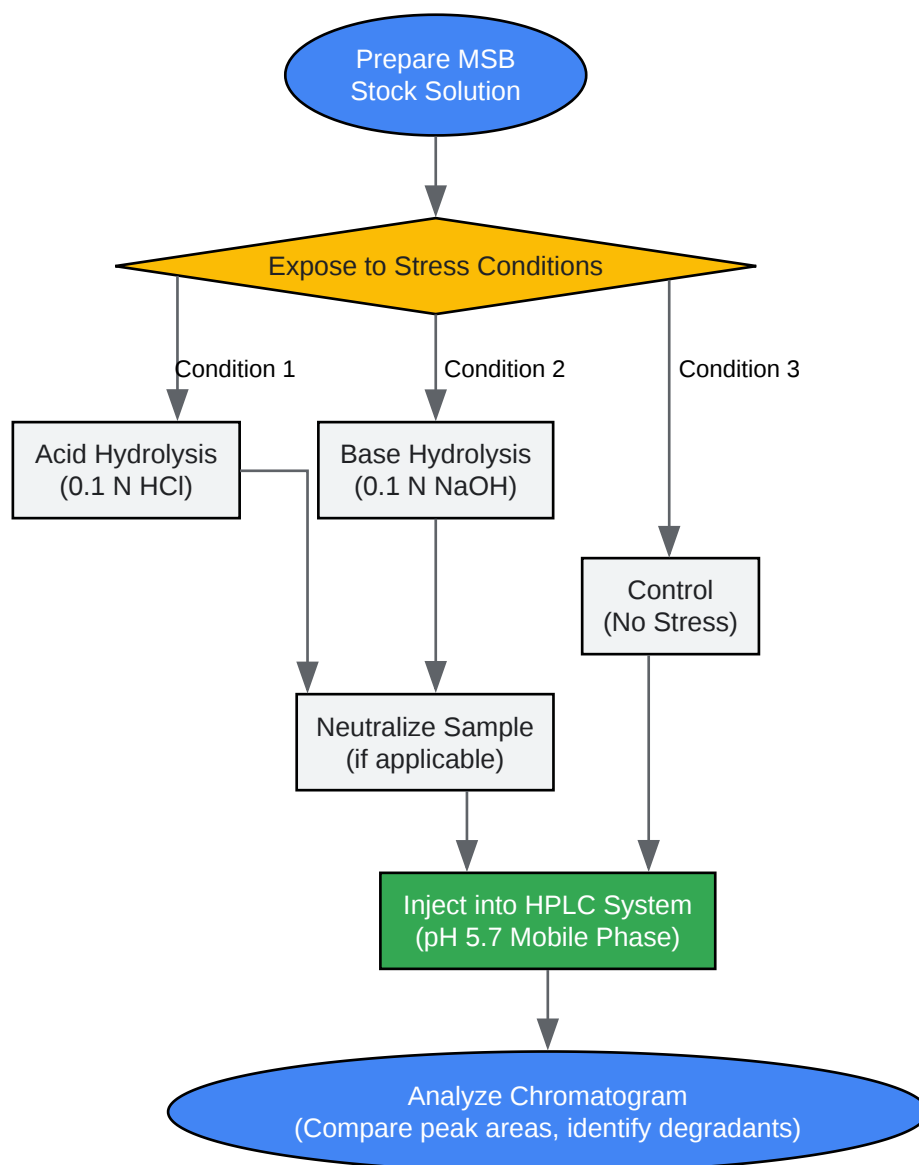 Prepare MSB
Stock Solution
Expose to Stress Conditions
Condition 1
Condition 2
Condition 3
Acid Hydrolysis
(0.1 N HCl)
Base Hydrolysis
(0.1 N NaOH)
Control
(No Stress)
Neutralize Sample
(if applicable)
Inject into HPLC System
(pH 5.7 Mobile Phase)
Analyze Chromatogram
(Compare peak areas, identify degradants)